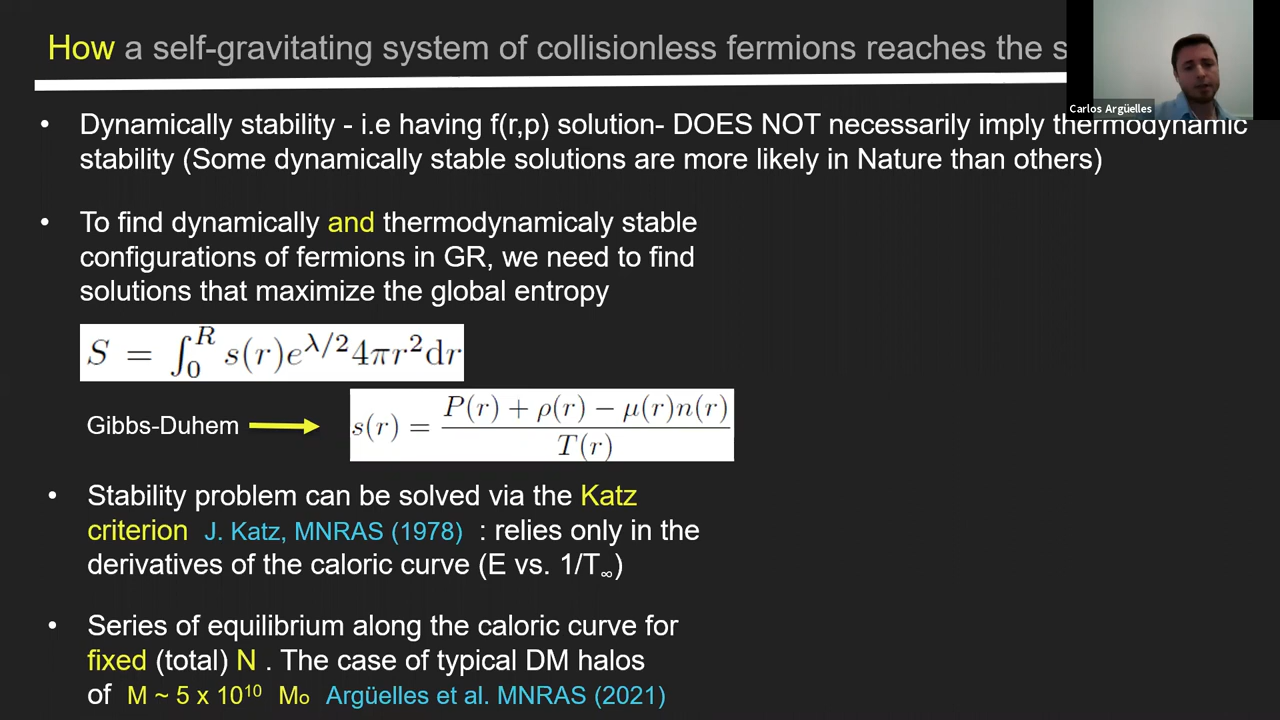 How a self-gravitating system of collisionless fermions reaches the s
Carlos Argüelles
• Dynamically stability - i.e having f(r,p) solution- DOES NOT necessarily imply thermodynamic
stability (Some dynamically stable solutions are more likely in Nature than others)
• To find dynamically and thermodynamicaly stable
configurations of fermions in GR, we need to find
solutions that maximize the global entropy
S = ∫₀ᴿ s(r)e^{λ/2}4πr²dr
Gibbs-Duhem
s(r) = (P(r) + ρ(r) − μ(r)n(r)) / T(r)
• Stability problem can be solved via the Katz
criterion J. Katz, MNRAS (1978) : relies only in the
derivatives of the caloric curve (E vs. 1/T∞)
• Series of equilibrium along the caloric curve for
fixed (total) N . The case of typical DM halos
of M ~ 5 x 10¹⁰ Mo Argüelles et al. MNRAS (2021)